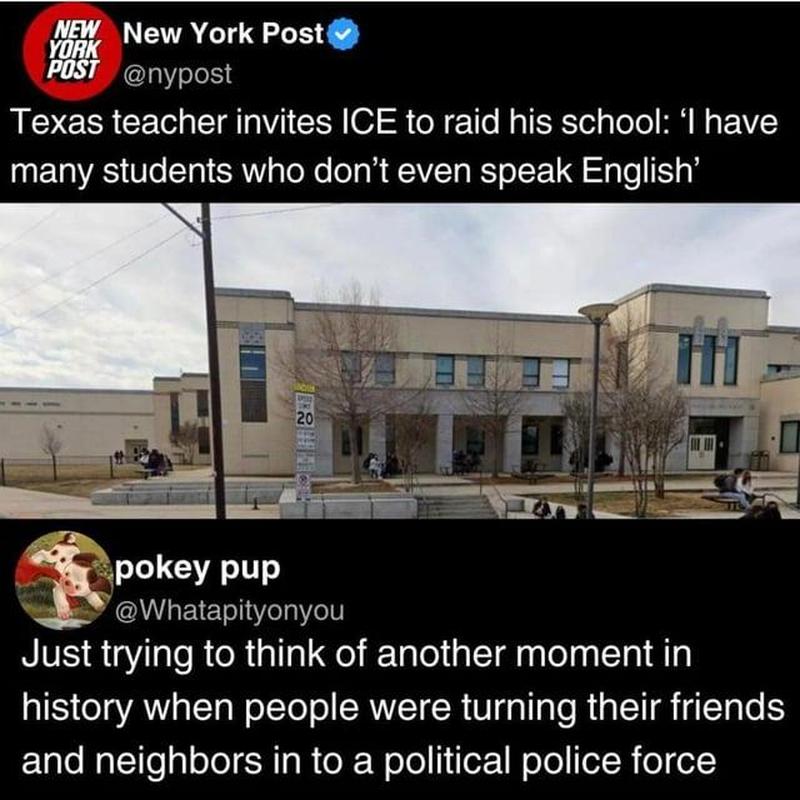 NEW
YORK
POST
New York Post
@nypost
Texas teacher invites ICE to raid his school: ‘I have
many students who don’t even speak English’
20
pokey pup
@Whatapityonyou
Just trying to think of another moment in
history when people were turning their friends
and neighbors in to a political police force